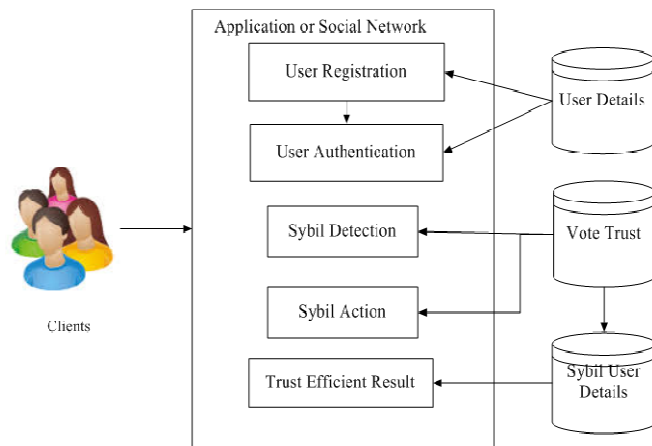 Application or Social Network
User Registration
User Details
User Authentication
Sybil Detection
Vote Trust
Sybil Action
Clients
Trust Efficient Result
Sybil User
Details